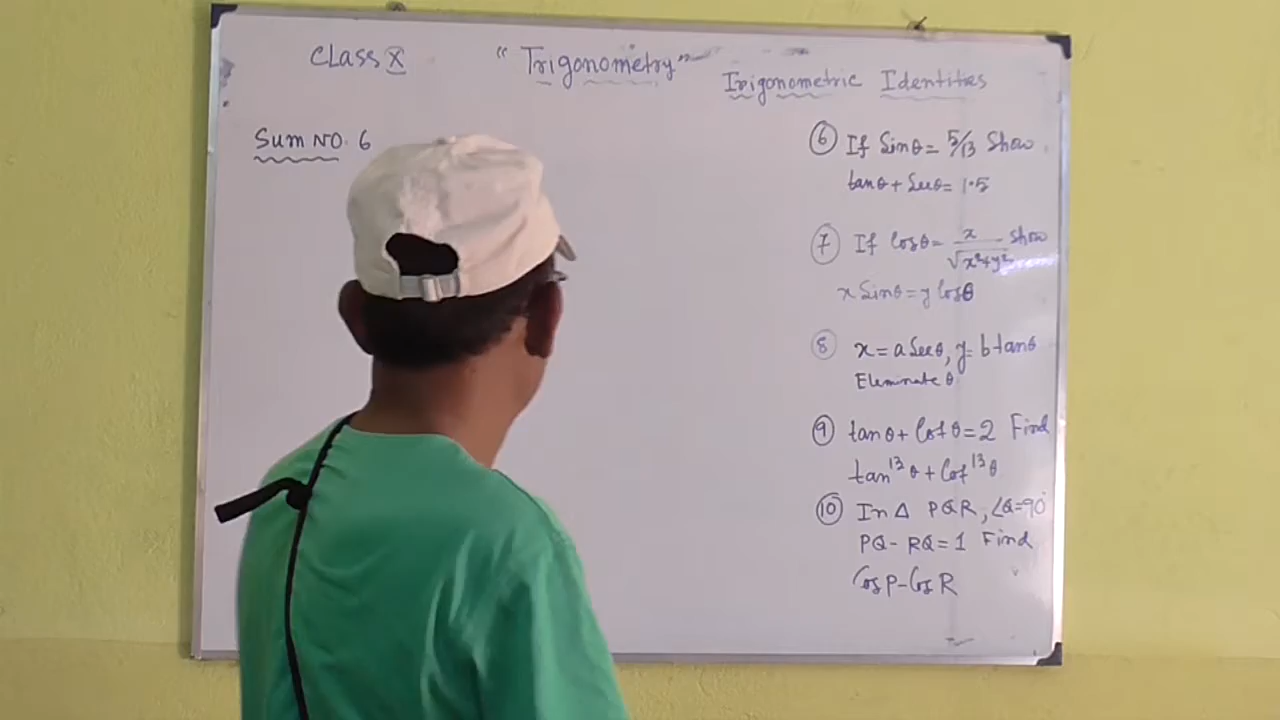 Class X
"Trigonometry"
Trigonometric Identities
Sum NO. 6
⑥ If Sinθ = 5/13 Show
tanθ + Secθ = 1.5
⑦ If Cosθ = x/√x²+y² Show
x Sinθ = y Cosθ
⑧ x = a Secθ, y = b tanθ
Eleminate θ
⑨ tanθ + Cotθ = 2 Find
tan¹³θ + Cot¹³θ
⑩ In Δ PQR, ∠Q = 90°
PQ - RQ = 1 Find
Cos P - Cos R